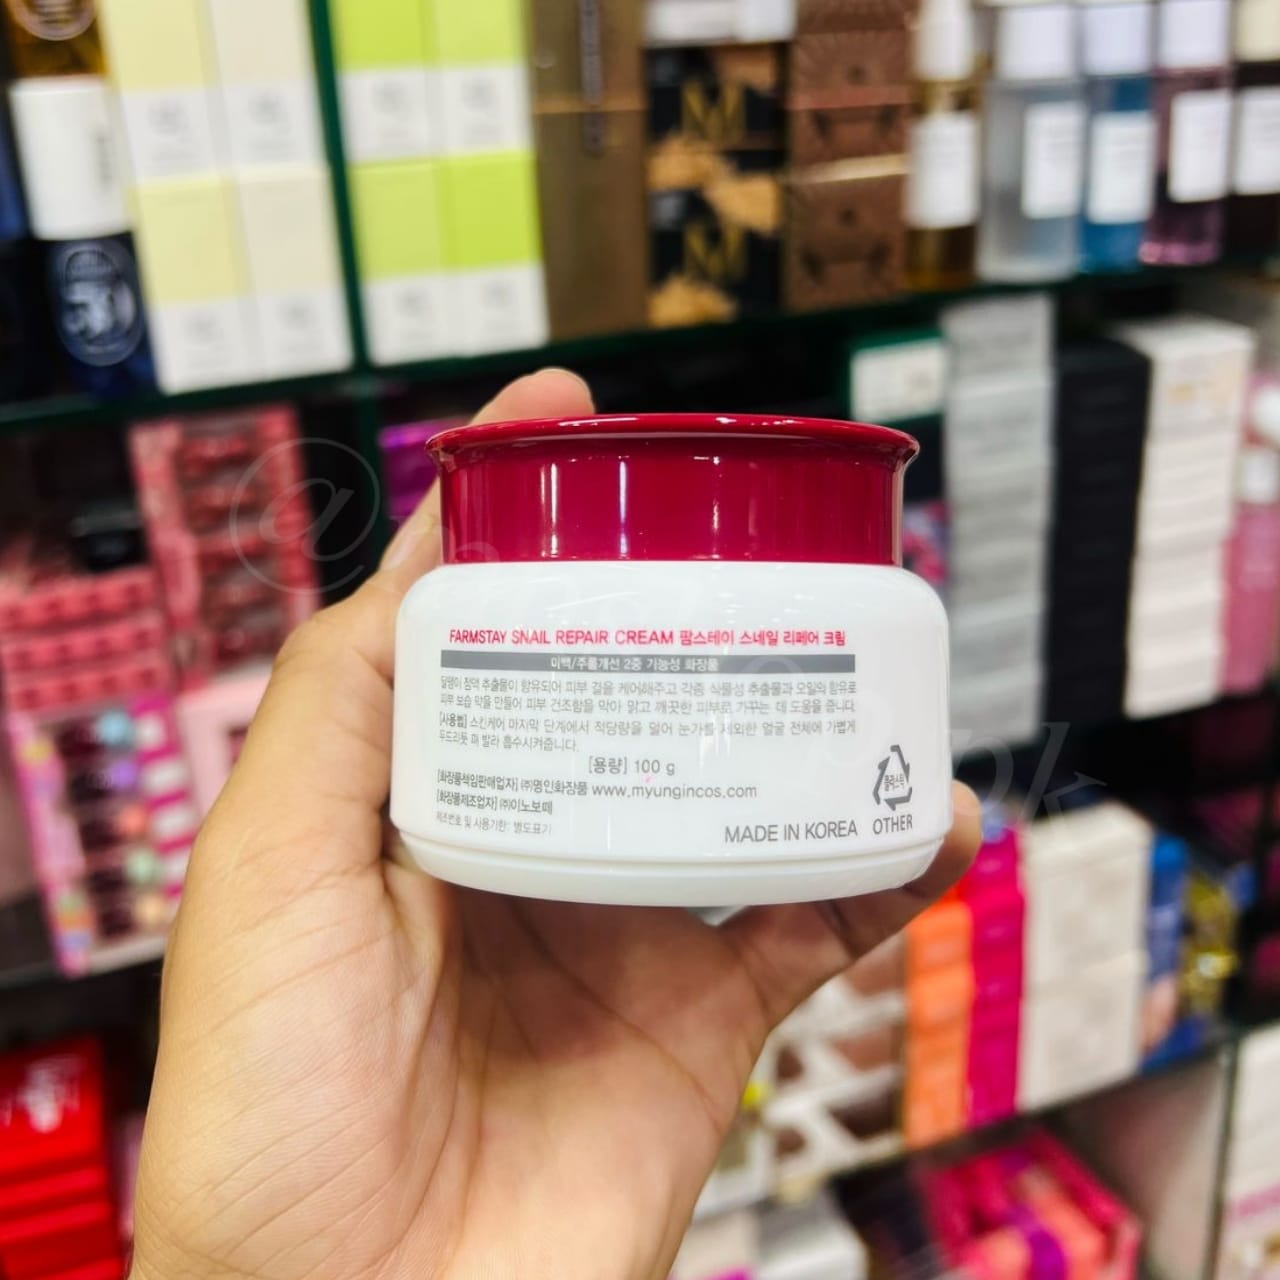 FARMSTAY SNAIL REPAIR CREAM 팜스테이 스네일 리페어 크림
미백/주름개선 2중 기능성 화장품
달팽이 점액 추출물이 함유되어 피부 결을 케어해주고 각종 식물성 추출물과 오일의 함유로
피부 보습 막을 만들어 피부 건조함을 막아 맑고 깨끗한 피부로 가꾸는 데 도움을 줍니다.
[사용법] 스킨케어 마지막 단계에서 적당량을 덜어 눈가를 제외한 얼굴 전체에 가볍게
두드리듯 펴 발라 흡수시켜줍니다.
[용량] 100 g
[화장품책임판매업자] ㈜명인화장품 www.myungincos.com
[화장품제조업자] ㈜이노보떼
제조번호 및 사용기한: 별도표기
플라스틱
MADE IN KOREA OTHER